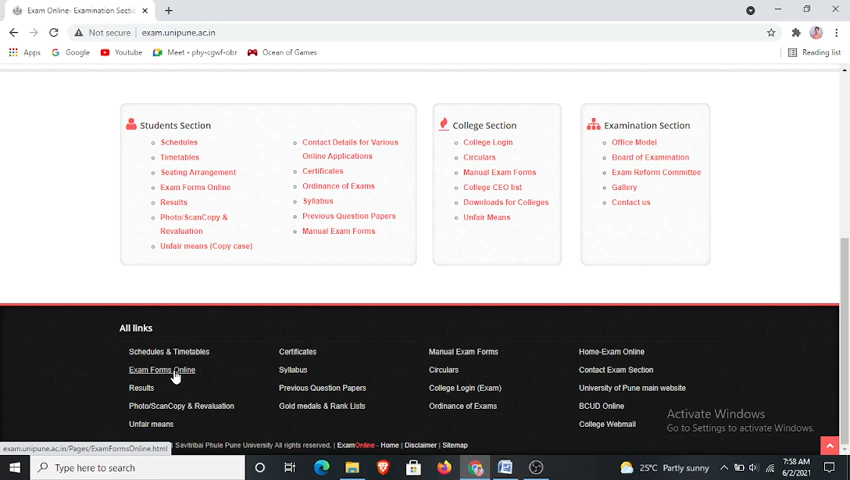 Exam Online- Examination Sectio
Not secure
exam.unipune.ac.in
Apps
Google
Youtube
Meet - phy-cgwf-obr
Ocean of Games
Reading list
Students Section
Schedules
Timetables
Seating Arrangement
Exam Forms Online
Results
Photo/ScanCopy &
Revaluation
Unfair means (Copy case)
Contact Details for Various
Online Applications
Certificates
Ordinance of Exams
Syllabus
Previous Question Papers
Manual Exam Forms
College Section
College Login
Circulars
Manual Exam Forms
College CEO list
Downloads for Colleges
Unfair Means
Examination Section
Office Model
Board of Examination
Exam Reform Committee
Gallery
Contact us
All links
Schedules & Timetables
Exam Forms Online
Results
Photo/ScanCopy & Revaluation
Unfair means
Certificates
Syllabus
Previous Question Papers
Gold medals & Rank Lists
Manual Exam Forms
Circulars
College Login (Exam)
Ordinance of Exams
Home-Exam Online
Contact Exam Section
University of Pune main website
BCUD Online
College Webmail
Activate Windows
Go to Settings to activate Windows.
exam.unipune.ac.in/Pages/ExamFormsOnline.html
Savitribai Phule Pune University All rights reserved. | ExamOnline - Home | Disclaimer | Sitemap
Type here to search
25°C Partly sunny
7:58 AM
6/2/2021